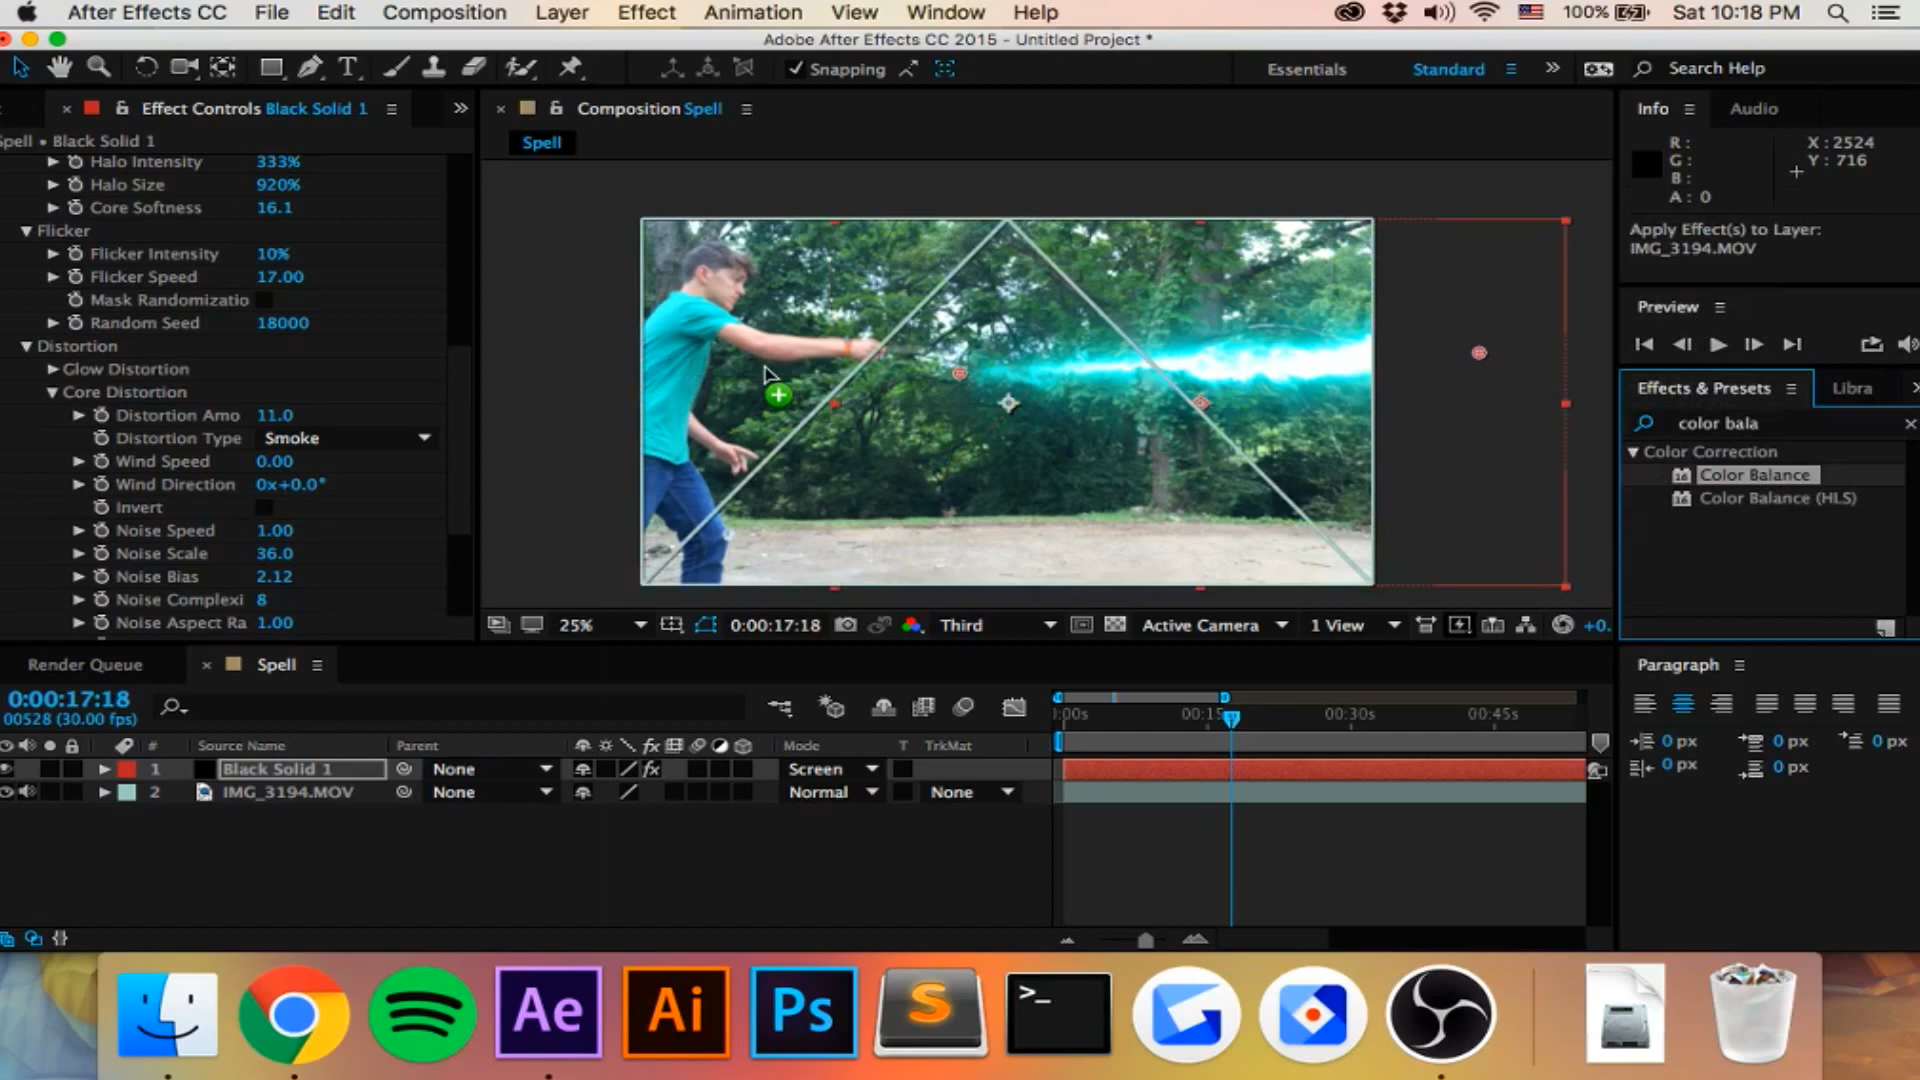 After Effects CC File Edit Composition Layer Effect Animation View Window Help 100% Sat 10:18 PM
Adobe After Effects CC 2015 - Untitled Project *
T Snapping Essentials Standard Search Help
Effect Controls Black Solid 1
Composition Spell
Info Audio
Spell • Black Solid 1
Spell
R :
G :
B :
A : 0
X : 2524
Y : 716
Apply Effect(s) to Layer:
IMG_3194.MOV
Halo Intensity 333%
Halo Size 920%
Core Softness 16.1
Flicker
Flicker Intensity 10%
Flicker Speed 17.00
Mask Randomizatio
Random Seed 18000
Distortion
Glow Distortion
Core Distortion
Distortion Amo 11.0
Distortion Type Smoke
Wind Speed 0.00
Wind Direction 0x+0.0°
Invert
Noise Speed 1.00
Noise Scale 36.0
Noise Bias 2.12
Noise Complexi 8
Noise Aspect Ra 1.00
Preview
Effects & Presets Libra
color bala
Color Correction
Color Balance
Color Balance (HLS)
25% 0:00:17:18 Third Active Camera 1 View +0.
Render Queue Spell
0:00:17:18
00528 (30.00 fps)
:00s 00:15 00:30s 00:45s
# Source Name Parent fx Mode T TrkMat
1 Black Solid 1 None fx Screen
2 IMG_3194.MOV None Normal None
Paragraph
0 px 0 px 0 px
0 px 0 px
Ae Ai Ps S >_